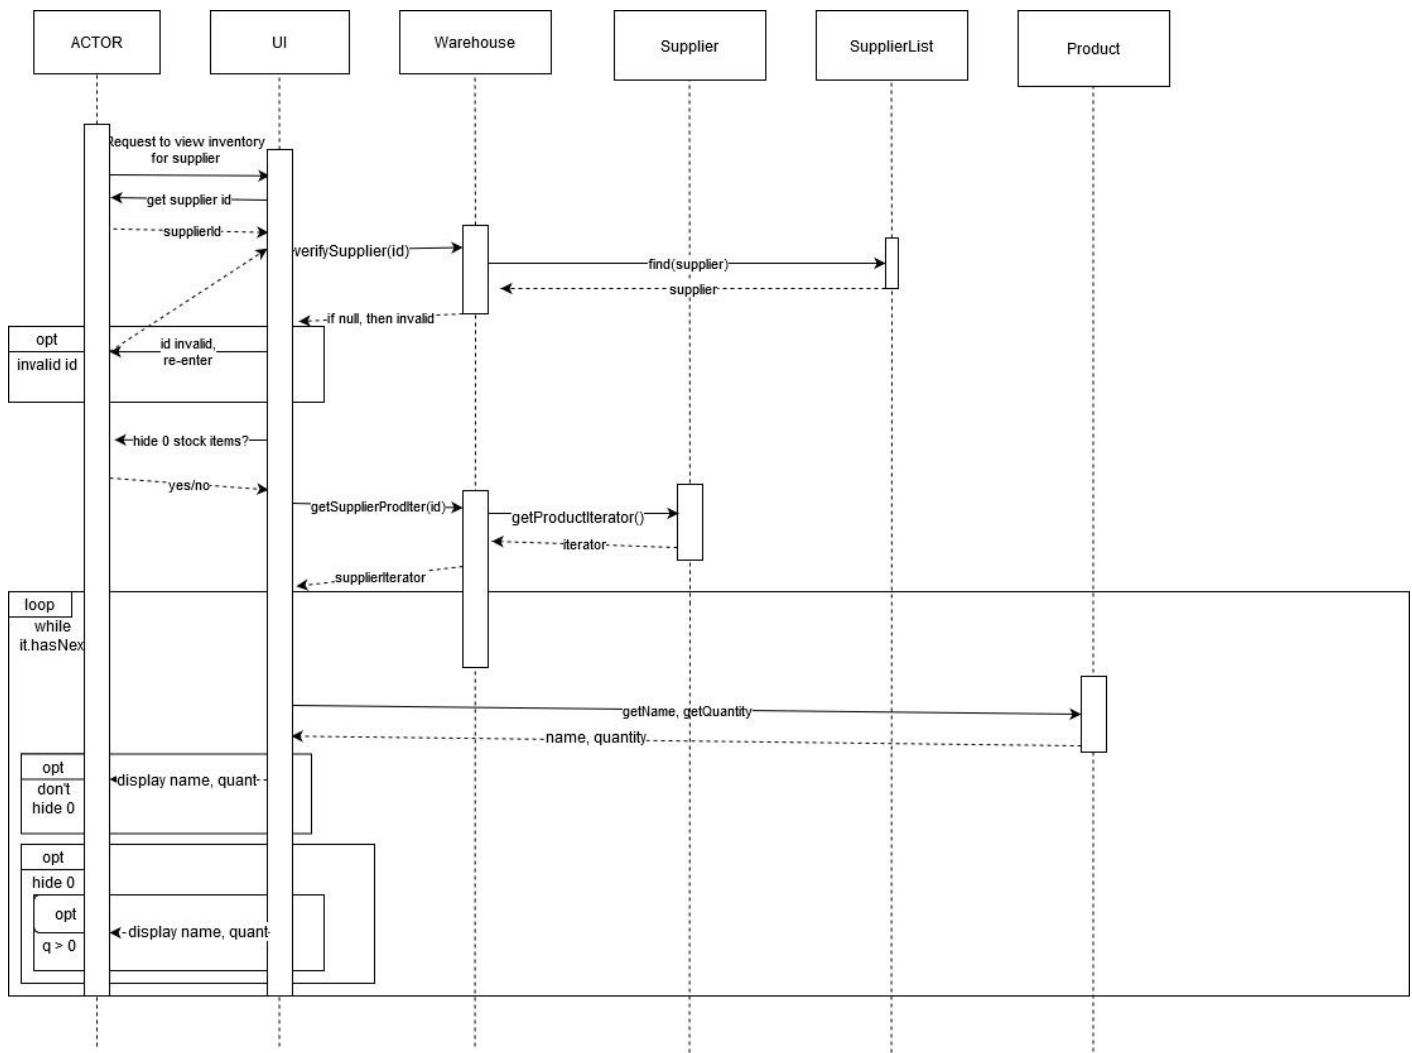 ACTOR
UI
Warehouse
Supplier
SupplierList
Product
Request to view inventory
for supplier
get supplier id
supplierId
verifySupplier(id)
find(supplier)
supplier
if null, then invalid
opt
invalid id
id invalid,
re-enter
hide 0 stock items?
yes/no
getSupplierProdIter(id)
getProductIterator()
iterator
supplierIterator
loop
while
it.hasNex
getName, getQuantity
name, quantity
opt
don't
hide 0
display name, quant
opt
hide 0
opt
q > 0
display name, quant